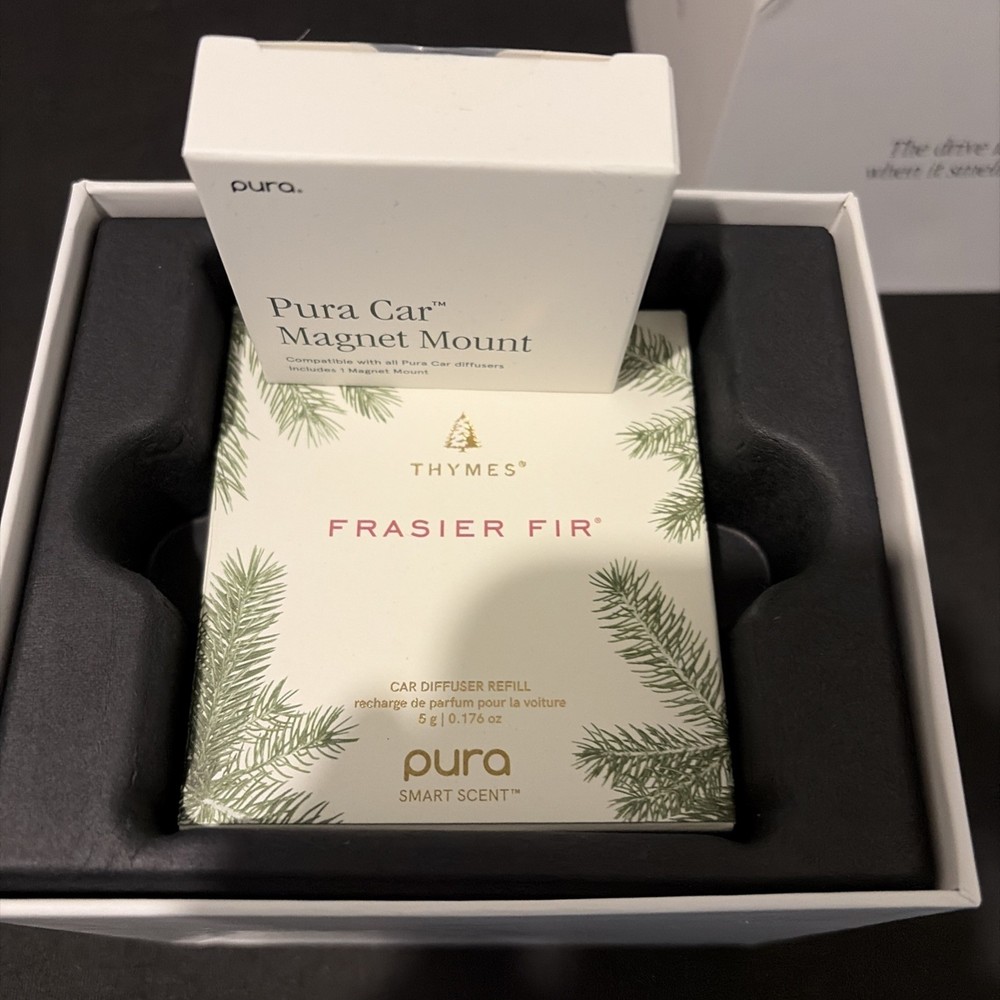 pura.
Pura Car™
Magnet Mount
Compatible with all Pura Car diffusers
Includes 1 Magnet Mount
The drive
when it
THYMES®
FRASIER FIR®
CAR DIFFUSER REFILL
recharge de parfum pour la voiture
5 g | 0.176 oz
pura
SMART SCENT™